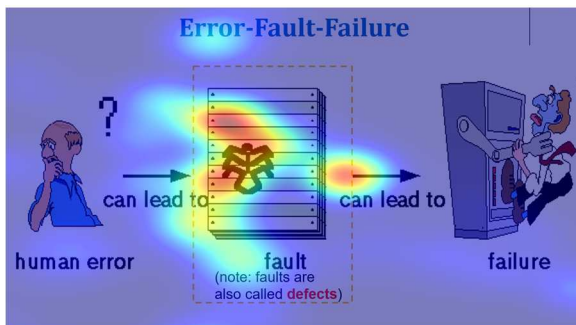 Error-Fault-Failure
?
can lead to
can lead to
human error
fault
failure
(note: faults are
also called defects)